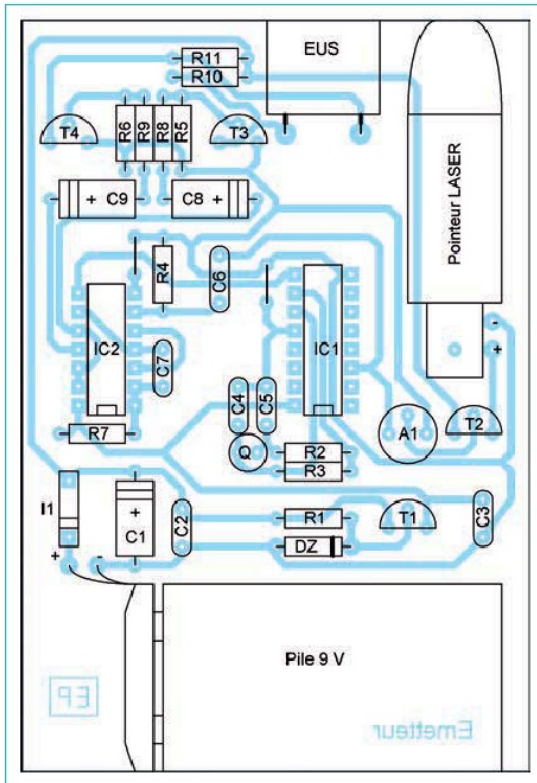 R11
EUS
R10
T4
R6
R9
R8
R5
T3
+ C9
C8 +
Pointeur LASER
R4
C6
IC2
IC1
-
+
C7
C4
C5
A1
T2
R7
Q
R2
R3
I1
+
C1
C2
R1
T1
C3
DZ
+
-
Pile 9 V
EP
Emetteur